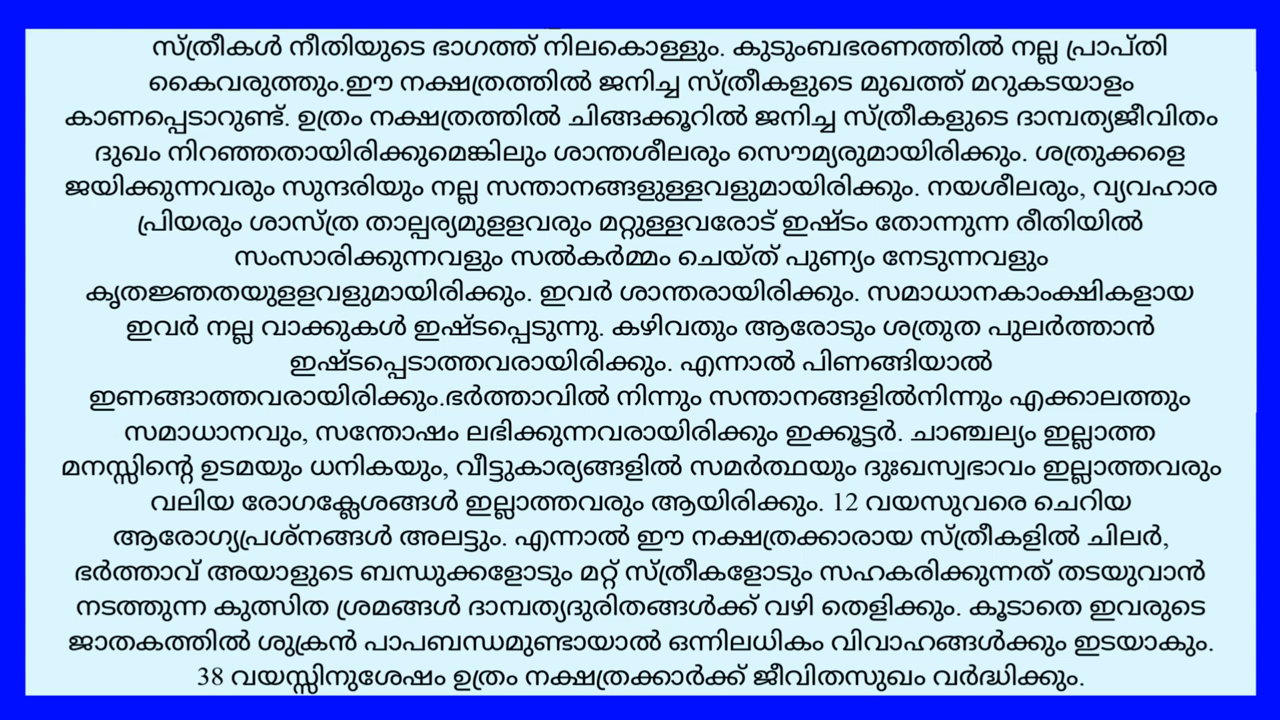 സ്ത്രീകൾ നീതിയുടെ ഭാഗത്ത് നിലകൊള്ളും. കുടുംബഭരണത്തിൽ നല്ല പ്രാപ്തി
കൈവരുത്തും.ഈ നക്ഷത്രത്തിൽ ജനിച്ച സ്ത്രീകളുടെ മുഖത്ത് മറുകടയാളം
കാണപ്പെടാറുണ്ട്. ഉത്രം നക്ഷത്രത്തിൽ ചിങ്ങക്കൂറിൽ ജനിച്ച സ്ത്രീകളുടെ ദാമ്പത്യജീവിതം
ദുഖം നിറഞ്ഞതായിരിക്കുമെങ്കിലും ശാന്തശീലരും സൌമ്യരുമായിരിക്കും. ശത്രുക്കളെ
ജയിക്കുന്നവരും സുന്ദരിയും നല്ല സന്താനങ്ങളുള്ളവളുമായിരിക്കും. നയശീലരും, വ്യവഹാര
പ്രിയരും ശാസ്ത്ര താല്പര്യമുളളവരും മറ്റുള്ളവരോട് ഇഷ്ടം തോന്നുന്ന രീതിയിൽ
സംസാരിക്കുന്നവളും സൽകർമ്മം ചെയ്ത് പുണ്യം നേടുന്നവളും
കൃതജ്ഞതയുളളവളുമായിരിക്കും. ഇവർ ശാന്തരായിരിക്കും. സമാധാനകാംക്ഷികളായ
ഇവർ നല്ല വാക്കുകൾ ഇഷ്ടപ്പെടുന്നു. കഴിവതും ആരോടും ശത്രുത പുലർത്താൻ
ഇഷ്ടപ്പെടാത്തവരായിരിക്കും. എന്നാൽ പിണങ്ങിയാൽ
ഇണങ്ങാത്തവരായിരിക്കും.ഭർത്താവിൽ നിന്നും സന്താനങ്ങളിൽനിന്നും എക്കാലത്തും
സമാധാനവും, സന്തോഷം ലഭിക്കുന്നവരായിരിക്കും ഇക്കൂട്ടർ. ചാഞ്ചല്യം ഇല്ലാത്ത
മനസ്സിന്റെ ഉടമയും ധനികയും, വീട്ടുകാര്യങ്ങളിൽ സമർത്ഥയും ദുഃഖസ്വഭാവം ഇല്ലാത്തവരും
വലിയ രോഗക്ലേശങ്ങൾ ഇല്ലാത്തവരും ആയിരിക്കും. 12 വയസുവരെ ചെറിയ
ആരോഗ്യപ്രശ്നങ്ങൾ അലട്ടും. എന്നാൽ ഈ നക്ഷത്രക്കാരായ സ്ത്രീകളിൽ ചിലർ,
ഭർത്താവ് അയാളുടെ ബന്ധുക്കളോടും മറ്റ് സ്ത്രീകളോടും സഹകരിക്കുന്നത് തടയുവാൻ
നടത്തുന്ന കുത്സിത ശ്രമങ്ങൾ ദാമ്പത്യദുരിതങ്ങൾക്ക് വഴി തെളിക്കും. കൂടാതെ ഇവരുടെ
ജാതകത്തിൽ ശുക്രൻ പാപബന്ധമുണ്ടായാൽ ഒന്നിലധികം വിവാഹങ്ങൾക്കും ഇടയാകും.
38 വയസ്സിനുശേഷം ഉത്രം നക്ഷത്രക്കാർക്ക് ജീവിതസുഖം വർദ്ധിക്കും.